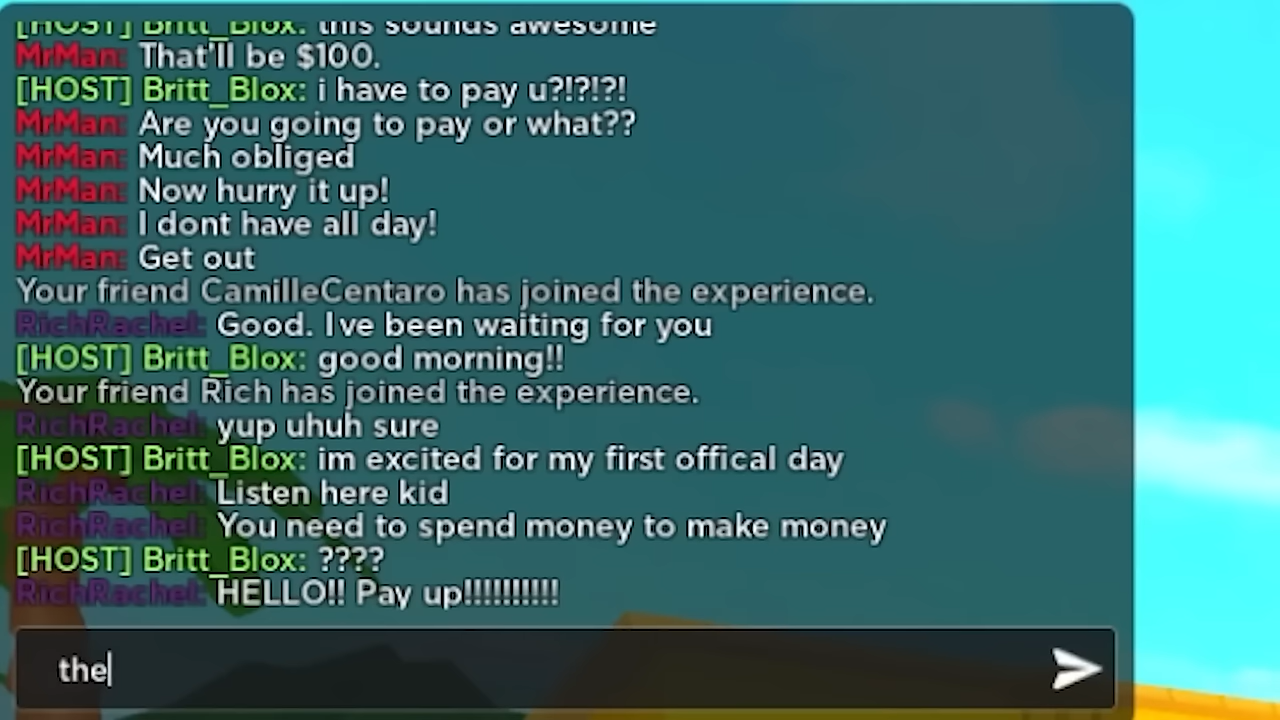 [HOST] Britt_Blox: this sounds awesome
MrMan: That'll be $100.
[HOST] Britt_Blox: i have to pay u?!?!?!
MrMan: Are you going to pay or what??
MrMan: Much obliged
MrMan: Now hurry it up!
MrMan: I dont have all day!
MrMan: Get out
Your friend CamilleCentaro has joined the experience.
RichRachel: Good. Ive been waiting for you
[HOST] Britt_Blox: good morning!!
Your friend Rich has joined the experience.
RichRachel: yup uhuh sure
[HOST] Britt_Blox: im excited for my first offical day
RichRachel: Listen here kid
RichRachel: You need to spend money to make money
[HOST] Britt_Blox: ????
RichRachel: HELLO!! Pay up!!!!!!!!!!
the